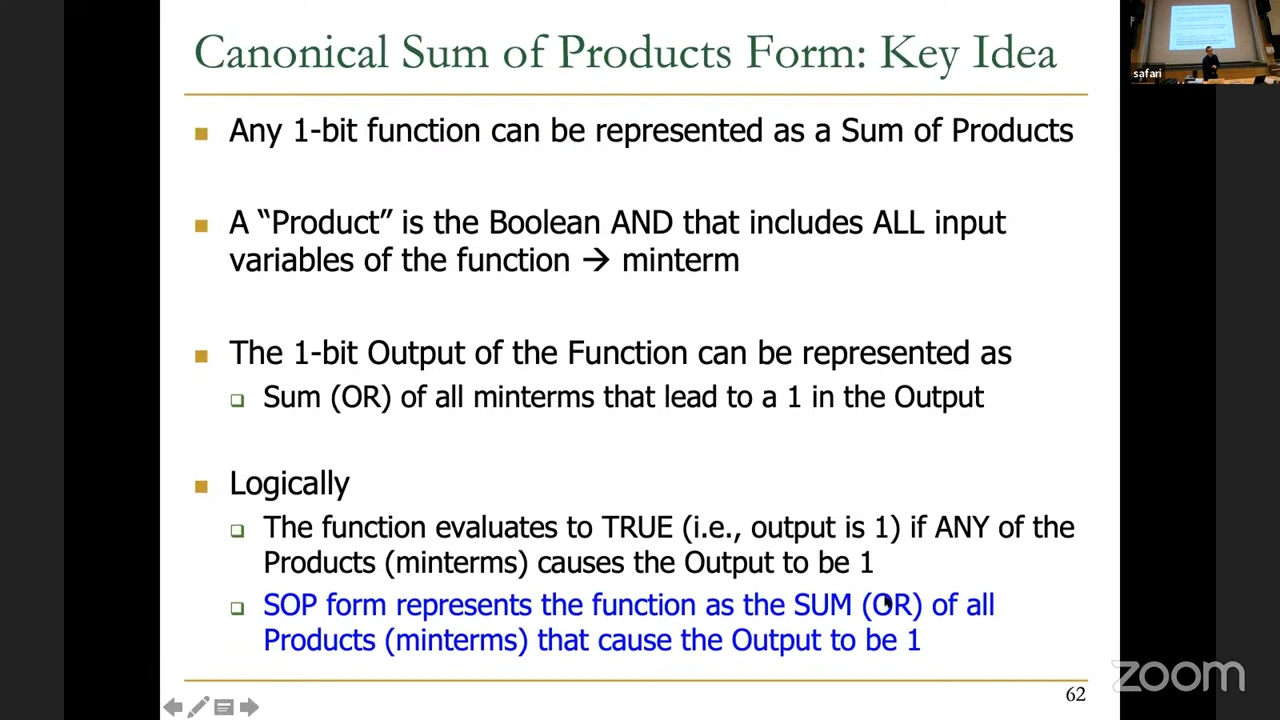 Canonical Sum of Products Form: Key Idea
Any 1-bit function can be represented as a Sum of Products
A “Product” is the Boolean AND that includes ALL input
variables of the function → minterm
The 1-bit Output of the Function can be represented as
Sum (OR) of all minterms that lead to a 1 in the Output
Logically
The function evaluates to TRUE (i.e., output is 1) if ANY of the
Products (minterms) causes the Output to be 1
SOP form represents the function as the SUM (OR) of all
Products (minterms) that cause the Output to be 1
62
safari
zoom